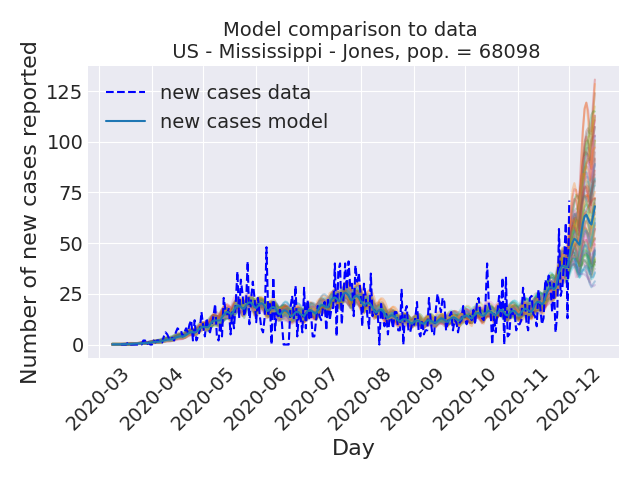 Model comparison to data
US - Mississippi - Jones, pop. = 68098
Number of new cases reported
125
100
75
50
25
0
new cases data
new cases model
2020-03
2020-04
2020-05
2020-06
2020-07
2020-08
2020-09
2020-10
2020-11
2020-12
Day